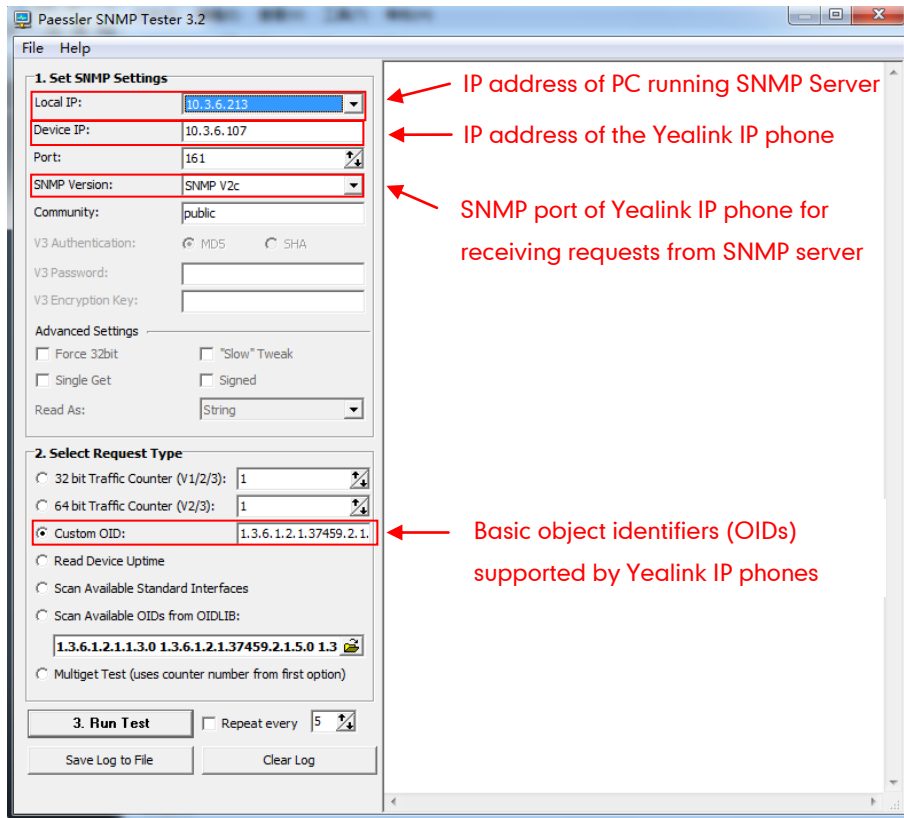 Paessler SNMP Tester 3.2
File Help
1. Set SNMP Settings
Local IP: 10.3.6.213
IP address of PC running SNMP Server
Device IP: 10.3.6.107
IP address of the Yealink IP phone
Port: 161
SNMP Version: SNMP V2c
SNMP port of Yealink IP phone for
receiving requests from SNMP server
Community: public
V3 Authentication: MD5 SHA
V3 Password:
V3 Encryption Key:
Advanced Settings
Force 32bit "Slow" Tweak
Single Get Signed
Read As: String
2. Select Request Type
32 bit Traffic Counter (V1/2/3): 1
64 bit Traffic Counter (V2/3): 1
Custom OID: 1.3.6.1.2.1.37459.2.1.
Basic object identifiers (OIDs)
supported by Yealink IP phones
Read Device Uptime
Scan Available Standard Interfaces
Scan Available OIDs from OIDLIB:
1.3.6.1.2.1.1.3.0 1.3.6.1.2.1.37459.2.1.5.0 1.3
Multiget Test (uses counter number from first option)
3. Run Test Repeat every 5
Save Log to File Clear Log